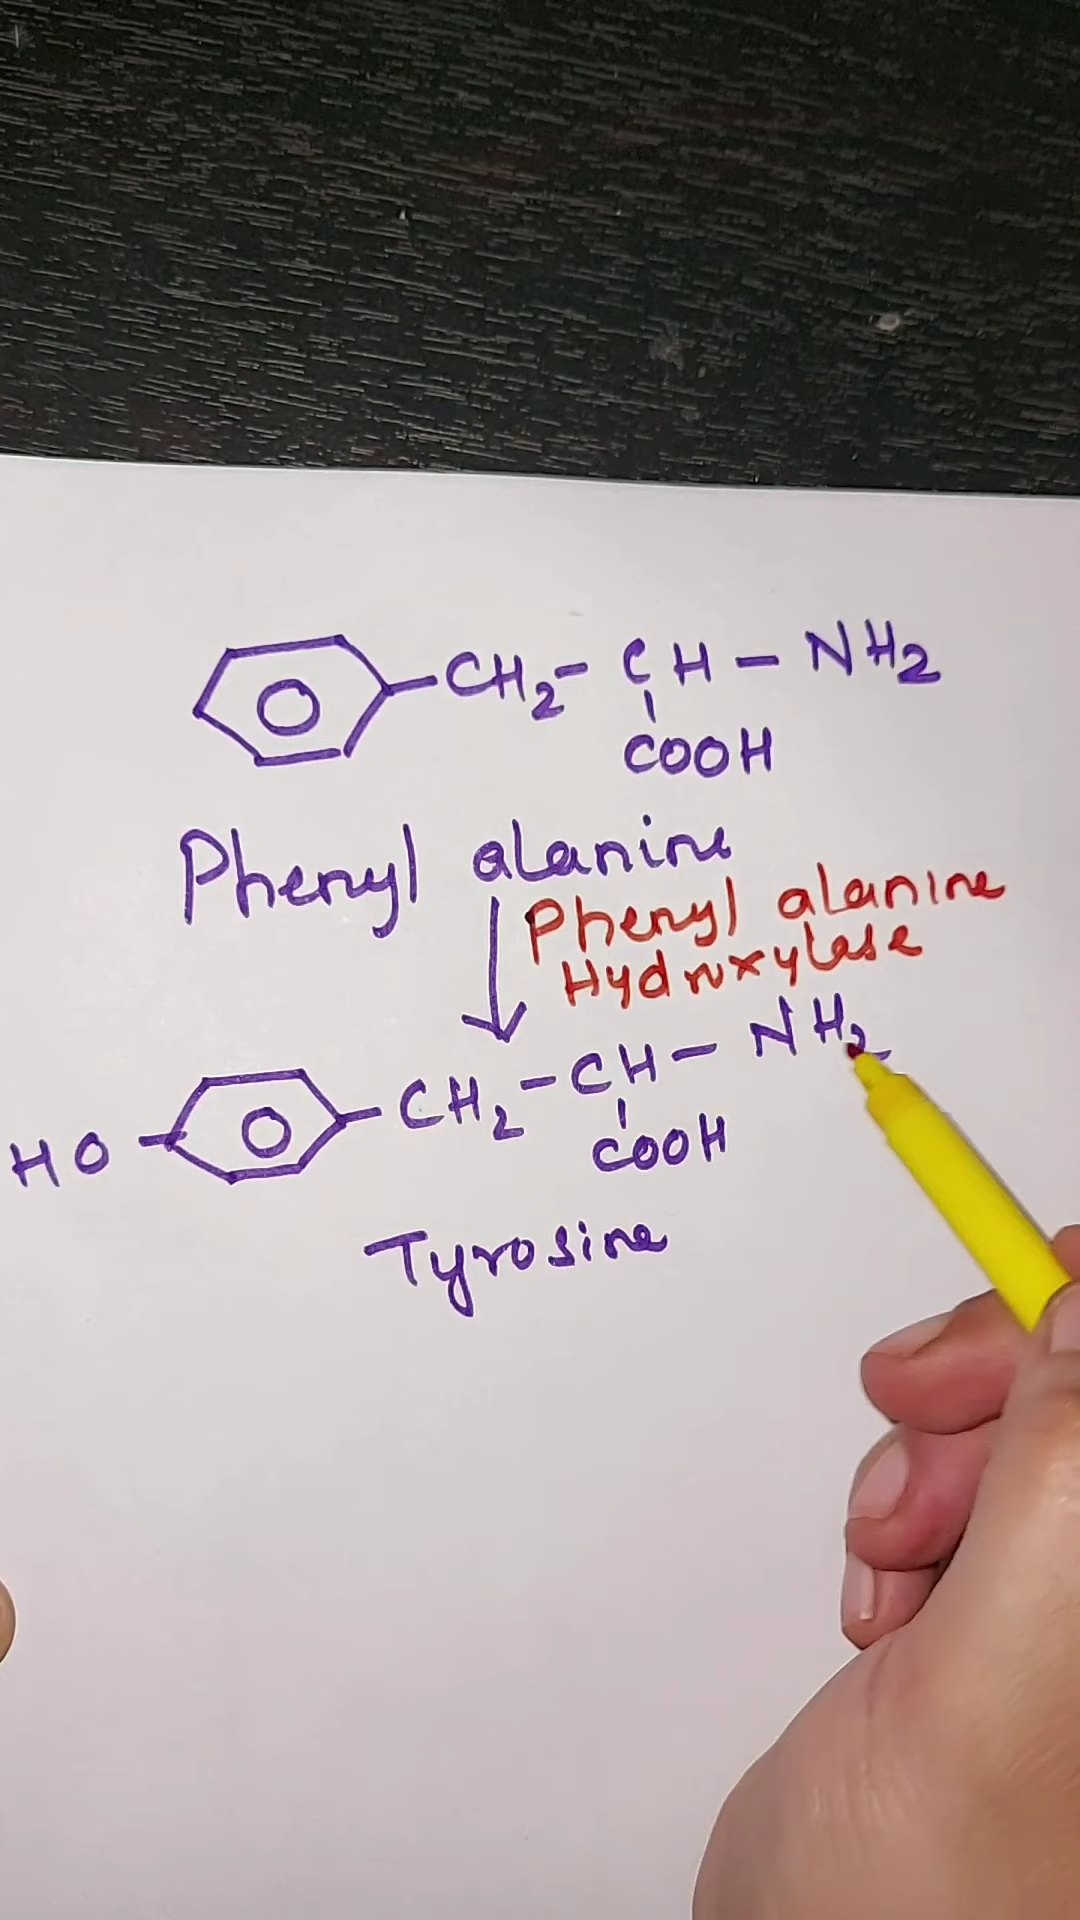 CH2 - CH - NH2
COOH
Phenyl alanine
Phenyl alanine
Hydroxylase
HO - CH2 - CH - NH2
COOH
Tyrosine